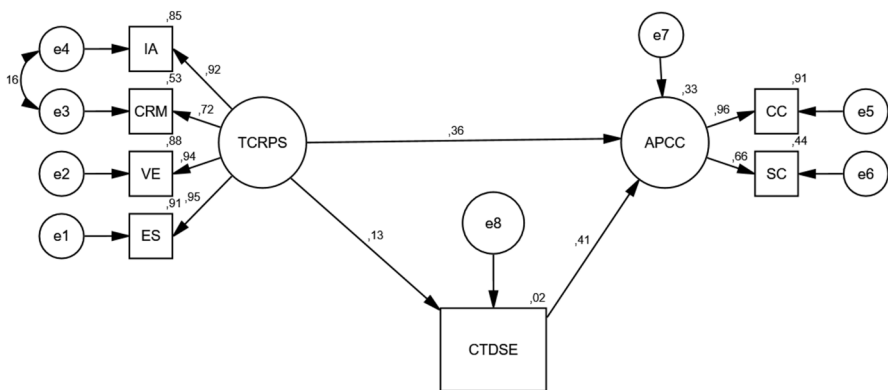 ,85
e4
IA
,92
16
,53
e3
CRM
,72
TCRPS
,88
e2
VE
,94
,91
,95
e1
ES
,36
,13
e8
,02
CTDSE
,41
e7
,33
APCC
,96
,91
CC
e5
,66
,44
SC
e6